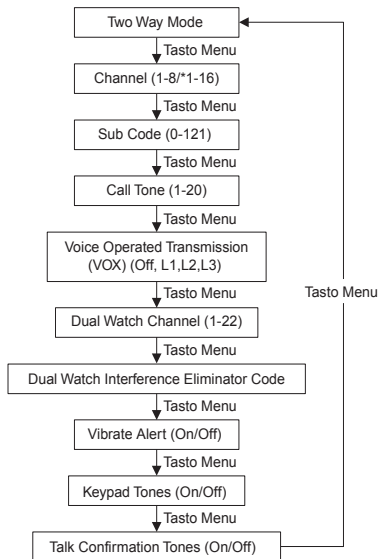 Two Way Mode
Tasto Menu
Channel (1-8/*1-16)
Tasto Menu
Sub Code (0-121)
Tasto Menu
Call Tone (1-20)
Tasto Menu
Voice Operated Transmission
(VOX) (Off, L1,L2,L3)
Tasto Menu
Tasto Menu
Dual Watch Channel (1-22)
Tasto Menu
Dual Watch Interference Eliminator Code
Tasto Menu
Vibrate Alert (On/Off)
Tasto Menu
Keypad Tones (On/Off)
Tasto Menu
Talk Confirmation Tones (On/Off)